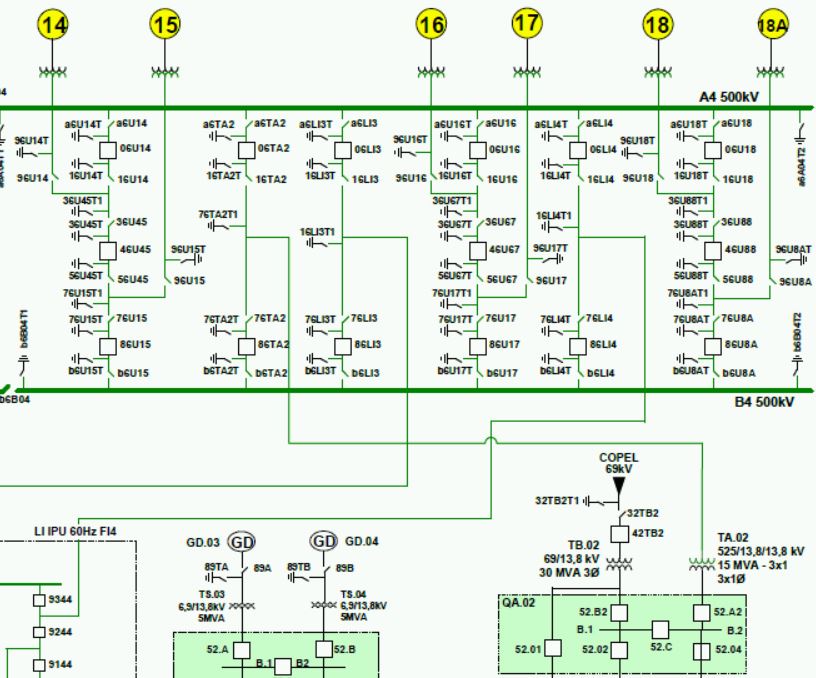 14
15
16
17
18
18A
A4 500kV
a6U14T
a6U14
a6TA2T
a6TA2
a6LI3T
a6LI3
a6U16T
a6U16
a6LI4T
a6LI4
a6U18T
a6U18
96U14T
06U14
06TA2
06LI3
96U16T
06U16
06LI4
96U18T
06U18
96U14
16U14T
16U14
16TA2T
16TA2
16LI3T
16LI3
96U16
16U16T
16U16
16LI4T
16LI4
96U18
16U18T
16U18
a6A04T2
36U45T1
36U45T
36U45
76TA2T1
16LI3T1
36U67T1
36U67T
36U67
16LI4T1
36U88T1
36U88T
36U88
46U45
96U15T
46U67
96U17T
46U88
96U8AT
56U45T
56U45
96U15
56U67T
56U67
96U17
56U88T
56U88
96U8A
76U15T1
76U17T1
76U8AT1
b6B04T1
76U15T
76U15
76TA2T
76TA2
76LI3T
76LI3
76U17T
76U17
76LI4T
76LI4
76U8AT
76U8A
b6B04T2
86U15
86TA2
86LI3
86U17
86LI4
86U8A
b6U15T
b6U15
b6TA2T
b6TA2
b6LI3T
b6LI3
b6U17T
b6U17
b6LI4T
b6LI4
b6U8AT
b6U8A
b6B04
B4 500kV
COPEL
69kV
32TB2T1
32TB2
42TB2
LI IPU 60Hz FI4
GD.03
GD
GD
GD.04
TB.02
69/13,8 kV
30 MVA 3Ø
TA.02
525/13,8/13,8 kV
15 MVA - 3x1
3x1Ø
89TA
89A
89TB
89B
TS.03
6,9/13,8kV
5MVA
TS.04
6,9/13,8kV
5MVA
9344
9244
9144
QA.02
52.B2
52.A2
B.1
B.2
52.C
52.01
52.02
52.04
52.A
52.B
B.1
B2